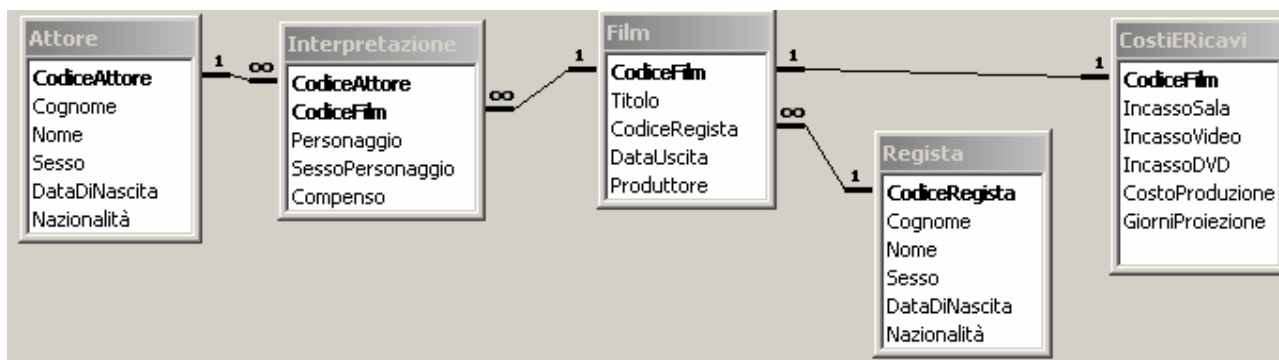 Attore
CodiceAttore
Cognome
Nome
Sesso
DataDiNascita
Nazionalità
1
∞
Interpretazione
CodiceAttore
CodiceFilm
Personaggio
SessoPersonaggio
Compenso
∞
1
Film
CodiceFilm
Titolo
CodiceRegista
DataUscita
Produttore
1
1
∞
1
Regista
CodiceRegista
Cognome
Nome
Sesso
DataDiNascita
Nazionalità
CostiERicavi
CodiceFilm
IncassoSala
IncassoVideo
IncassoDVD
CostoProduzione
GiorniProiezione